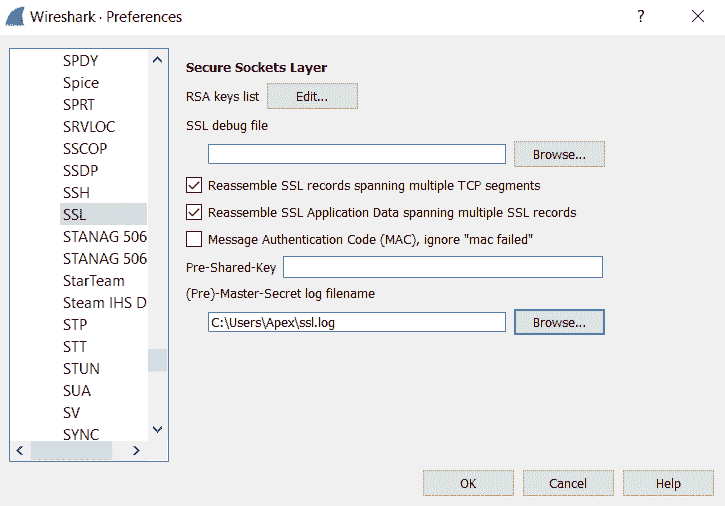 Wireshark · Preferences
?
SPDY
Spice
SPRT
SRVLOC
SSCOP
SSDP
SSH
SSL
STANAG 506
STANAG 506
StarTeam
Steam IHS D
STP
STT
STUN
SUA
SV
SYNC
Secure Sockets Layer
RSA keys list
Edit...
SSL debug file
Browse...
Reassemble SSL records spanning multiple TCP segments
Reassemble SSL Application Data spanning multiple SSL records
Message Authentication Code (MAC), ignore "mac failed"
Pre-Shared-Key
(Pre)-Master-Secret log filename
C:\Users\Apex\ssl.log
Browse...
OK
Cancel
Help